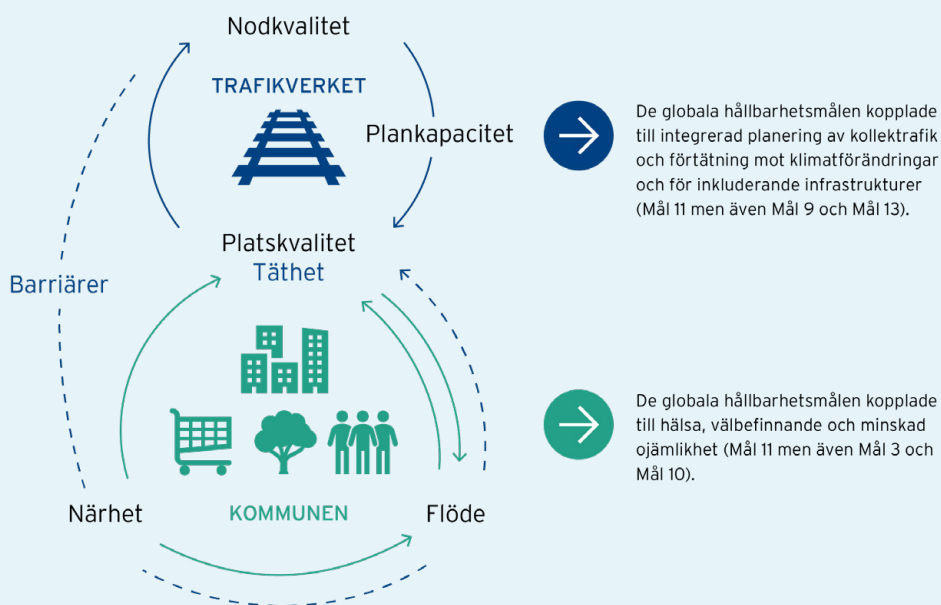 Nodkvalitet
TRAFIKVERKET
Plankapacitet
De globala hållbarhetsmålen kopplade
till integrerad planering av kollektrafik
och förtätning mot klimatförändringar
och för inkluderande infrastrukturer
(Mål 11 men även Mål 9 och Mål 13).
Platskvalitet
Täthet
Barriärer
De globala hållbarhetsmålen kopplade
till hälsa, välbefinnande och minskad
ojämlikhet (Mål 11 men även Mål 3 och
Mål 10).
Närhet
KOMMUNEN
Flöde